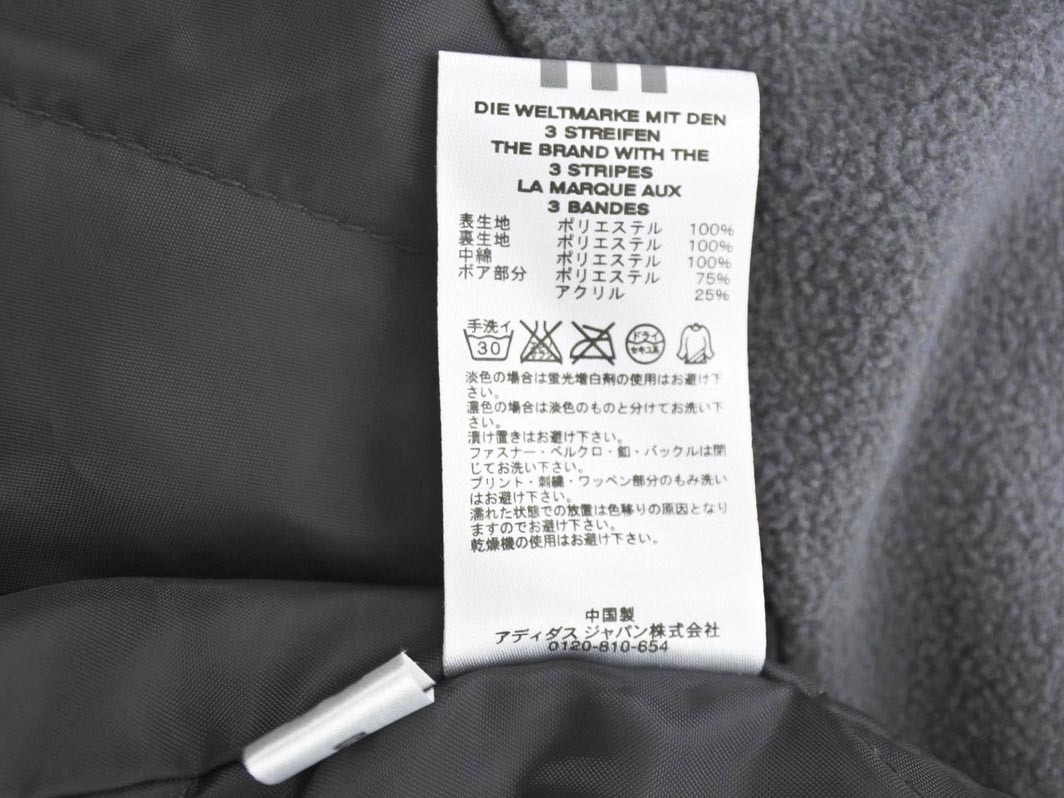 DIE WELTMARKE MIT DEN
3 STREIFEN
THE BRAND WITH THE
3 STRIPES
LA MARQUE AUX
3 BANDES
表生地 ポリエステル 100%
裏生地 ポリエステル 100%
中綿 ポリエステル 100%
ボア部分 ポリエステル 75%
アクリル 25%
手洗イ
30
ドライ
セキユ系
淡色の場合は蛍光増白剤の使用はお避け下
さい。
濃色の場合は淡色のものと分けてお洗い下
さい。
漬け置きはお避け下さい。
ファスナー・ベルクロ・釦・バックルは閉
じてお洗い下さい。
プリント・刺繍・ワッペン部分のもみ洗い
はお避け下さい。
濡れた状態での放置は色移りの原因となり
ますのでお避け下さい。
乾燥機の使用はお避け下さい。
中国製
アディダス ジャパン株式会社
0120-810-654